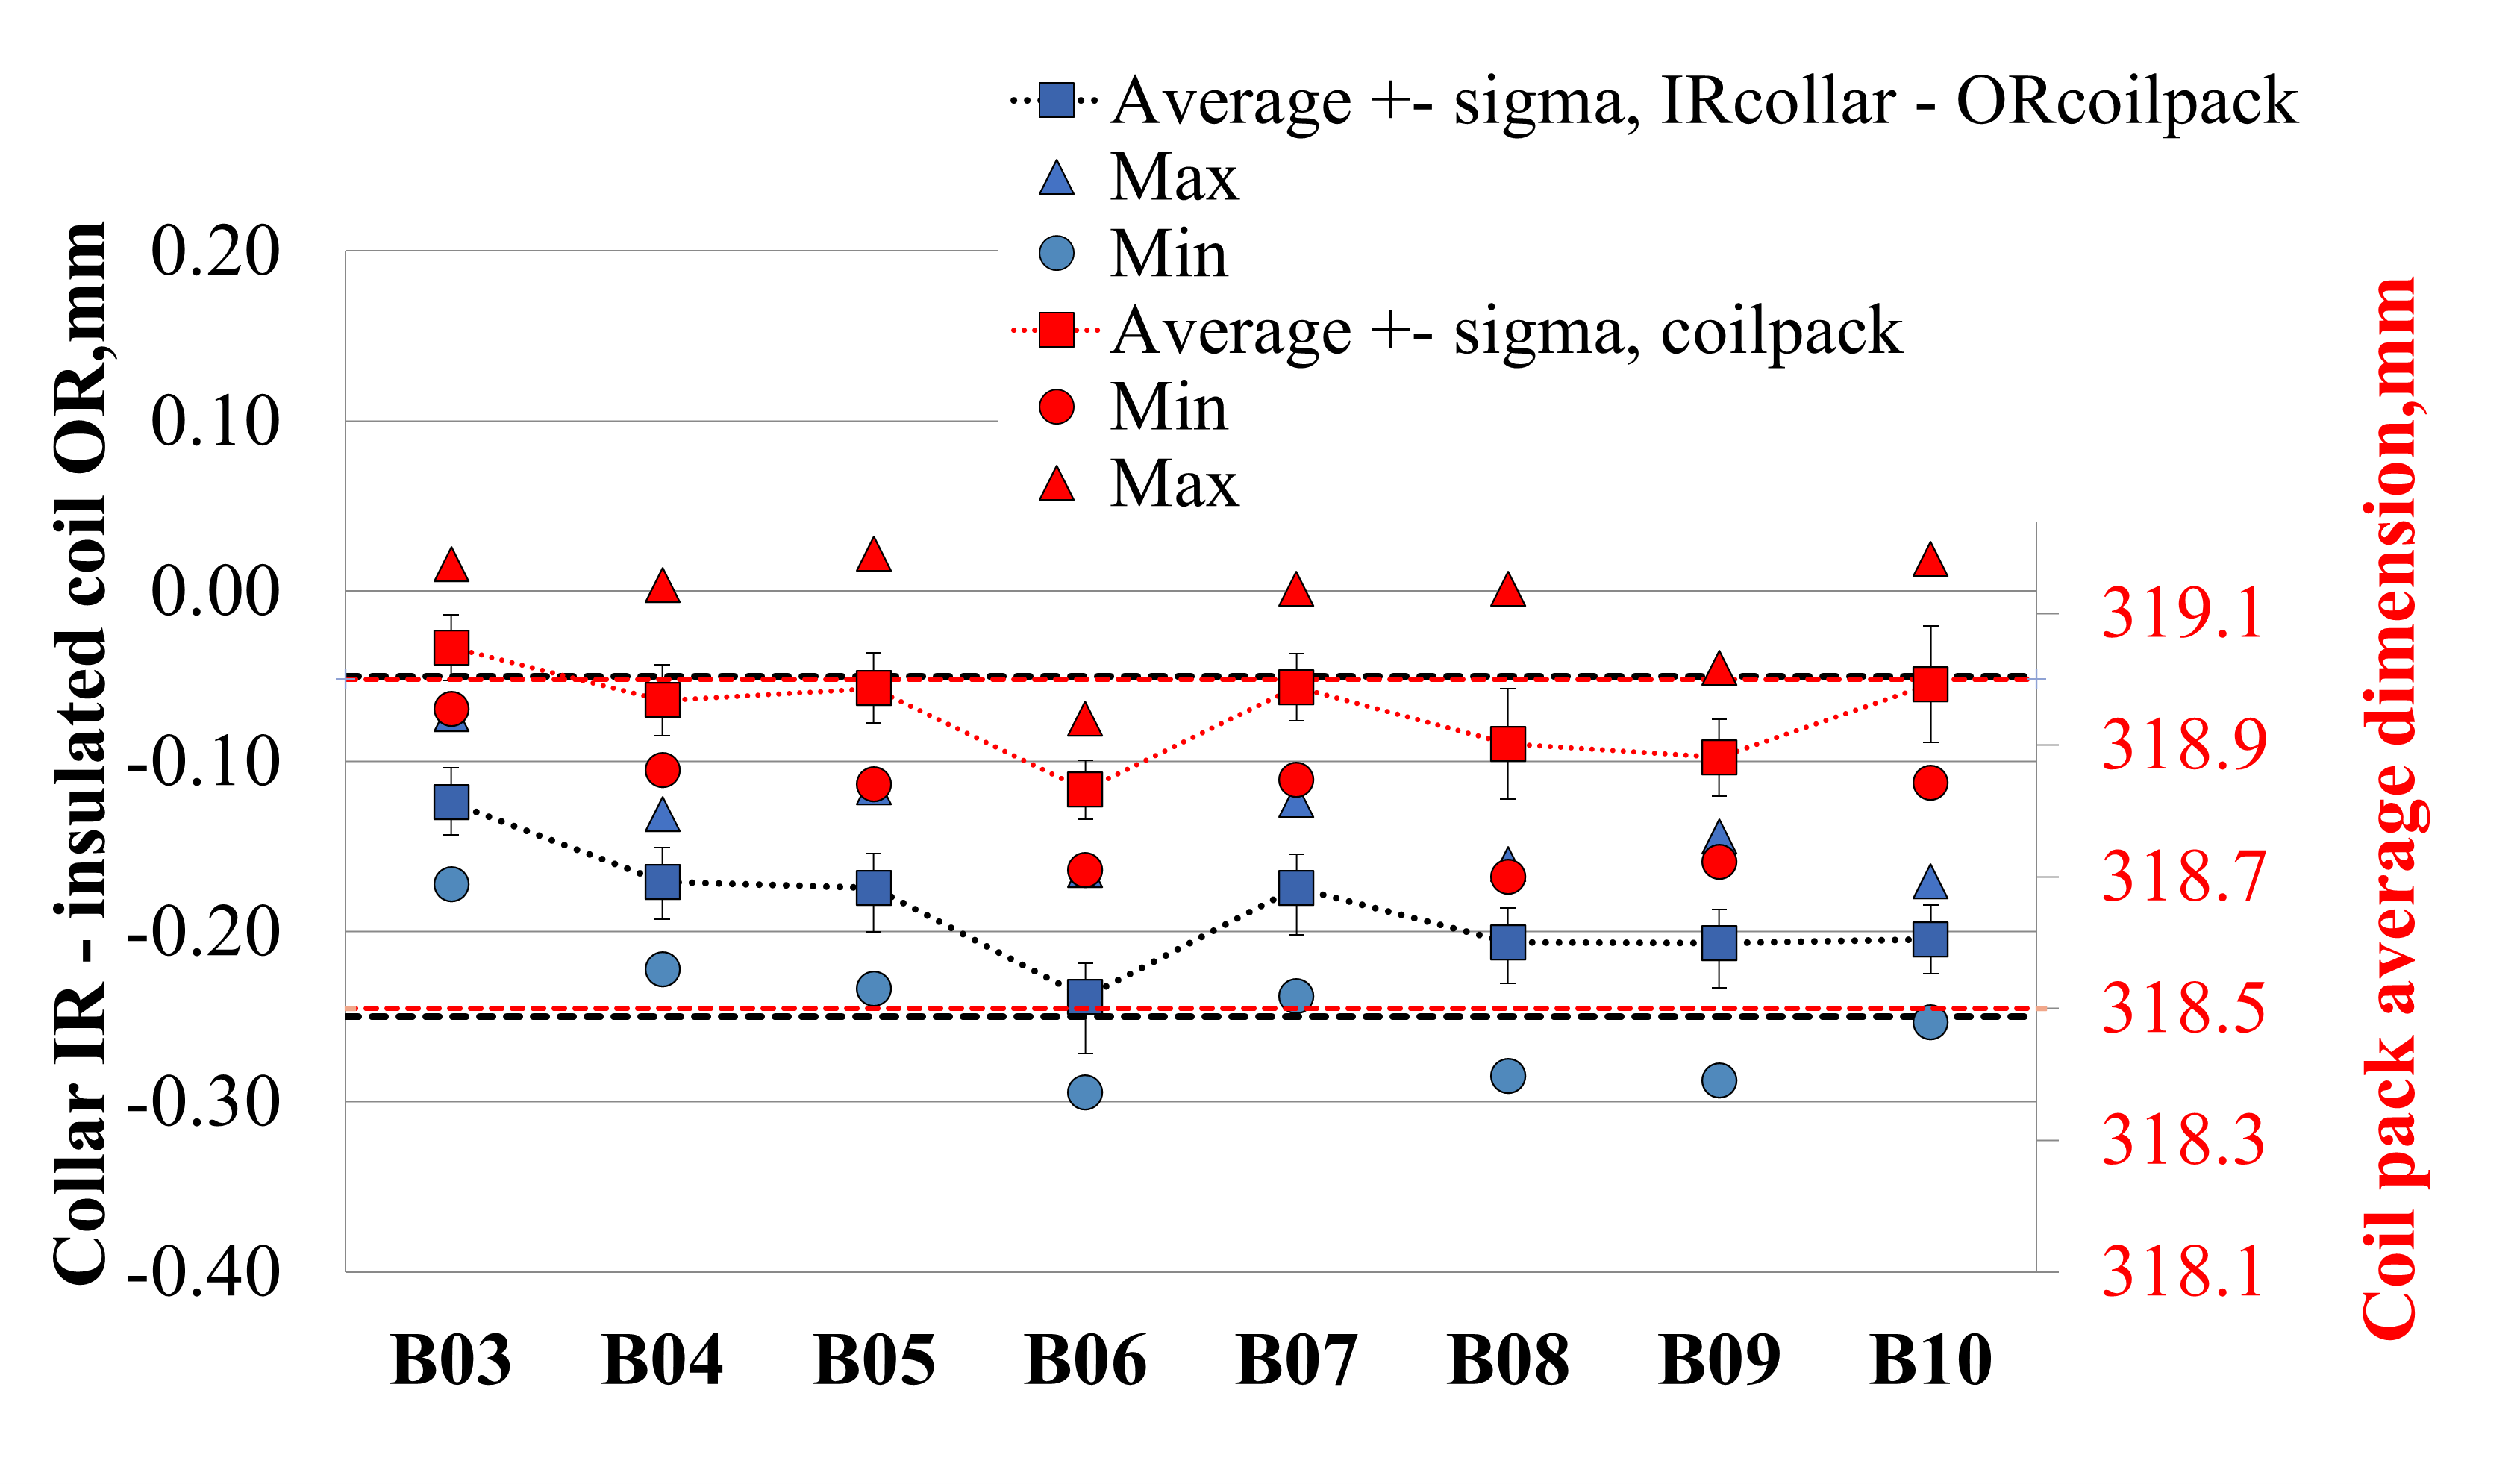 Average +- sigma, IRcollar - ORcoilpack
Max
Min
Average +- sigma, coilpack
Min
Max
Collar IR - insulated coil OR,mm
0.20
0.10
0.00
-0.10
-0.20
-0.30
-0.40
319.1
318.9
318.7
318.5
318.3
318.1
Coil pack average dimension,mm
B03 B04 B05 B06 B07 B08 B09 B10